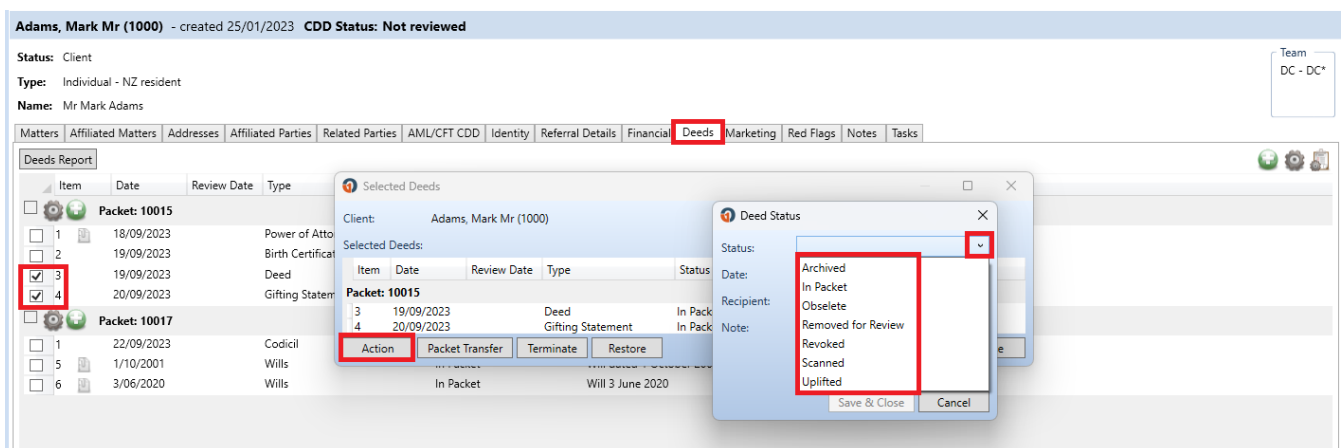 Adams, Mark Mr (1000) - created 25/01/2023 CDD Status: Not reviewed
Status: Client
Type: Individual - NZ resident
Name: Mr Mark Adams
Team
DC - DC*
Matters Affiliated Matters Addresses Affiliated Parties Related Parties AML/CFT CDD Identity Referral Details Financial Deeds Marketing Red Flags Notes Tasks
Deeds Report
Item Date Review Date Type
Packet: 10015
1 18/09/2023 Power of Atto
2 19/09/2023 Birth Certificat
3 19/09/2023 Deed
4 20/09/2023 Gifting Statem
Packet: 10017
1 22/09/2023 Codicil
5 1/10/2001 Wills
6 3/06/2020 Wills In Packet Will 3 June 2020
Selected Deeds
Client: Adams, Mark Mr (1000)
Selected Deeds:
Item Date Review Date Type Status
Packet: 10015
3 19/09/2023 Deed In Pack
4 20/09/2023 Gifting Statement In Pack
Action Packet Transfer Terminate Restore
Deed Status
Status:
Date:
Recipient:
Note:
Archived
In Packet
Obselete
Removed for Review
Revoked
Scanned
Uplifted
Save & Close Cancel